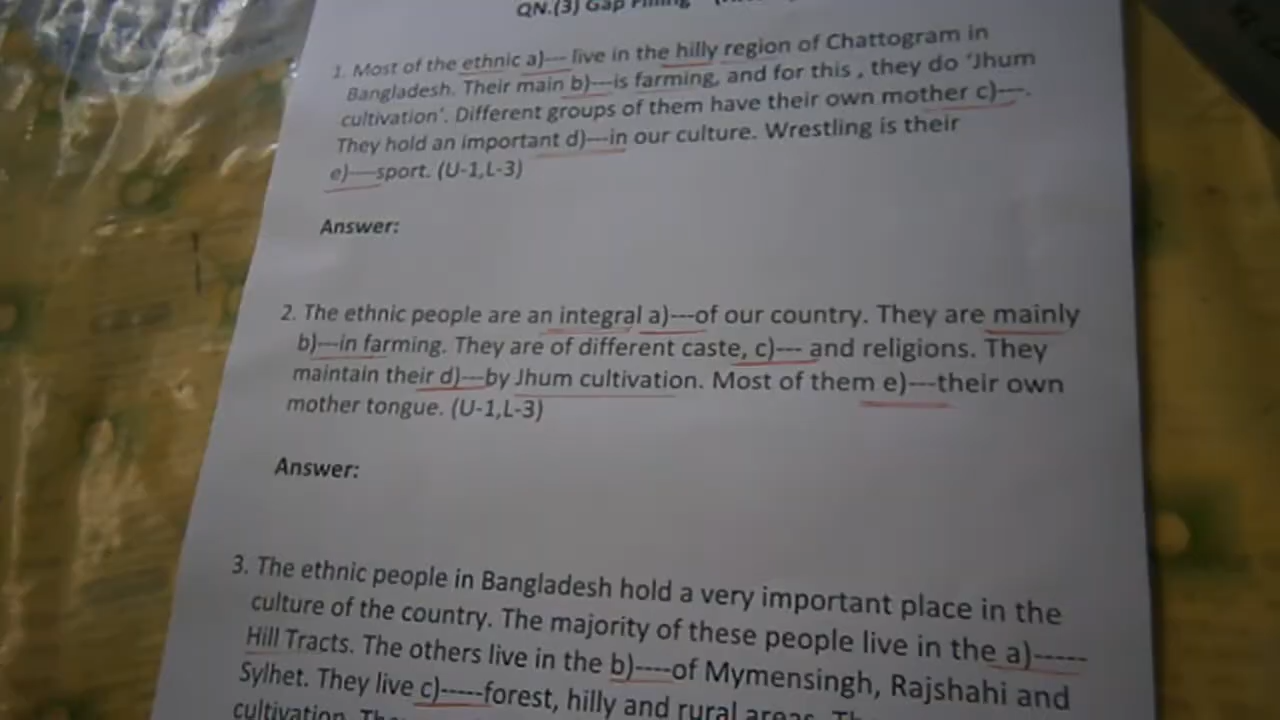 QN.(3) Gap Filling
1. Most of the ethnic a)--- live in the hilly region of Chattogram in
Bangladesh. Their main b)---is farming, and for this , they do ‘Jhum
cultivation’. Different groups of them have their own mother c)---.
They hold an important d)---in our culture. Wrestling is their
e)----sport. (U-1,L-3)
Answer:
2. The ethnic people are an integral a)---of our country. They are mainly
b)---in farming. They are of different caste, c)--- and religions. They
maintain their d)---by Jhum cultivation. Most of them e)---their own
mother tongue. (U-1,L-3)
Answer:
3. The ethnic people in Bangladesh hold a very important place in the
culture of the country. The majority of these people live in the a)-----
Hill Tracts. The others live in the b)----of Mymensingh, Rajshahi and
Sylhet. They live c)-----forest, hilly and rural areas.
cultivation.